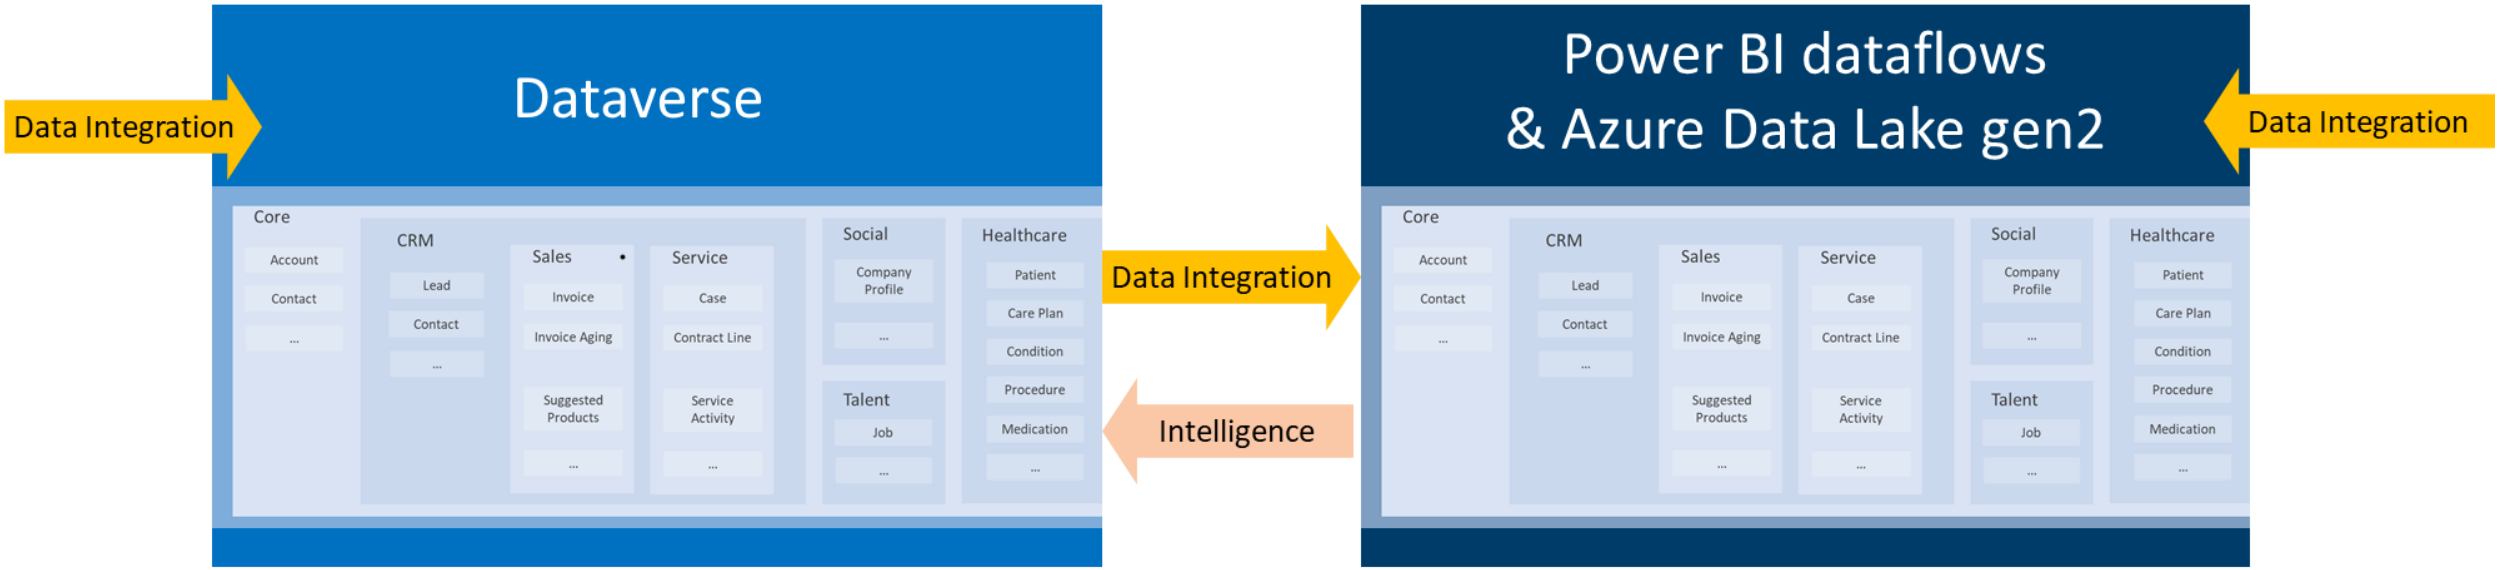 Data Integration
Dataverse
Core
Account
Contact
...
CRM
Lead
Contact
...
Sales
Invoice
Invoice Aging
Suggested
Products
...
Service
Case
Contract Line
Service
Activity
...
Social
Company
Profile
...
Talent
Job
...
Healthcare
Patient
Care Plan
Condition
Procedure
Medication
...
Data Integration
Intelligence
Power BI dataflows
& Azure Data Lake gen2
Core
Account
Contact
...
CRM
Lead
Contact
...
Sales
Invoice
Invoice Aging
Suggested
Products
...
Service
Case
Contract Line
Service
Activity
...
Social
Company
Profile
...
Talent
Job
...
Healthcare
Patient
Care Plan
Condition
Procedure
Medication
...
Data Integration